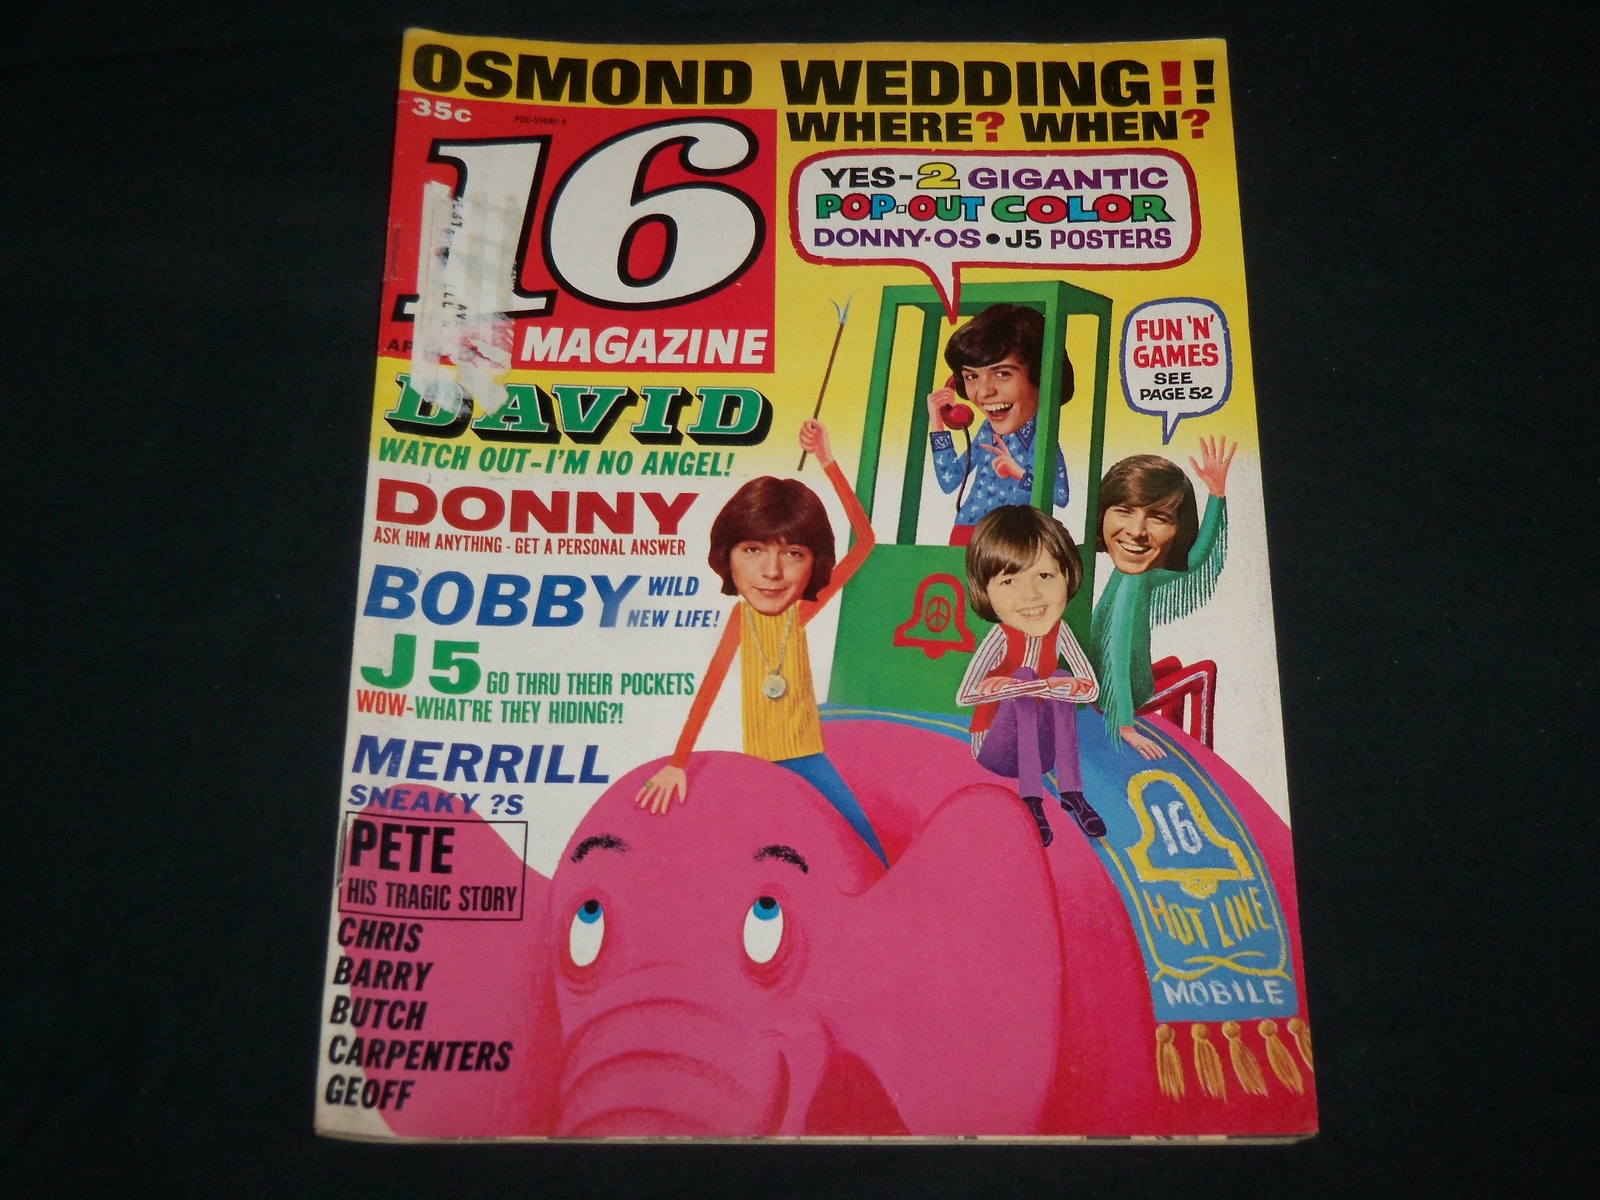 OSMOND WEDDING!!
WHERE? WHEN?
35c
16
MAGAZINE
YES-2 GIGANTIC
POP-OUT COLOR
DONNY-OS • J5 POSTERS
FUN 'N'
GAMES
SEE
PAGE 52
DAVID
WATCH OUT-I'M NO ANGEL!
DONNY
ASK HIM ANYTHING - GET A PERSONAL ANSWER
BOBBY WILD
NEW LIFE!
J5 GO THRU THEIR POCKETS
WOW-WHAT'RE THEY HIDING?!
MERRILL
SNEAKY ?S
PETE
HIS TRAGIC STORY
CHRIS
BARRY
BUTCH
CARPENTERS
GEOFF
16
HOT LINE
MOBILE